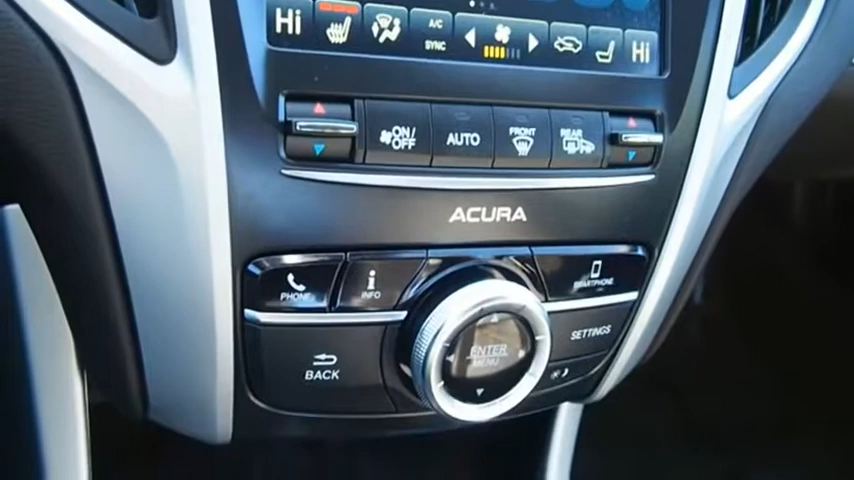 Hi
A/C
SYNC
Hi
ON/
OFF
AUTO
FRONT
REAR
ACURA
PHONE
INFO
SMARTPHONE
BACK
ENTER
MENU
SETTINGS